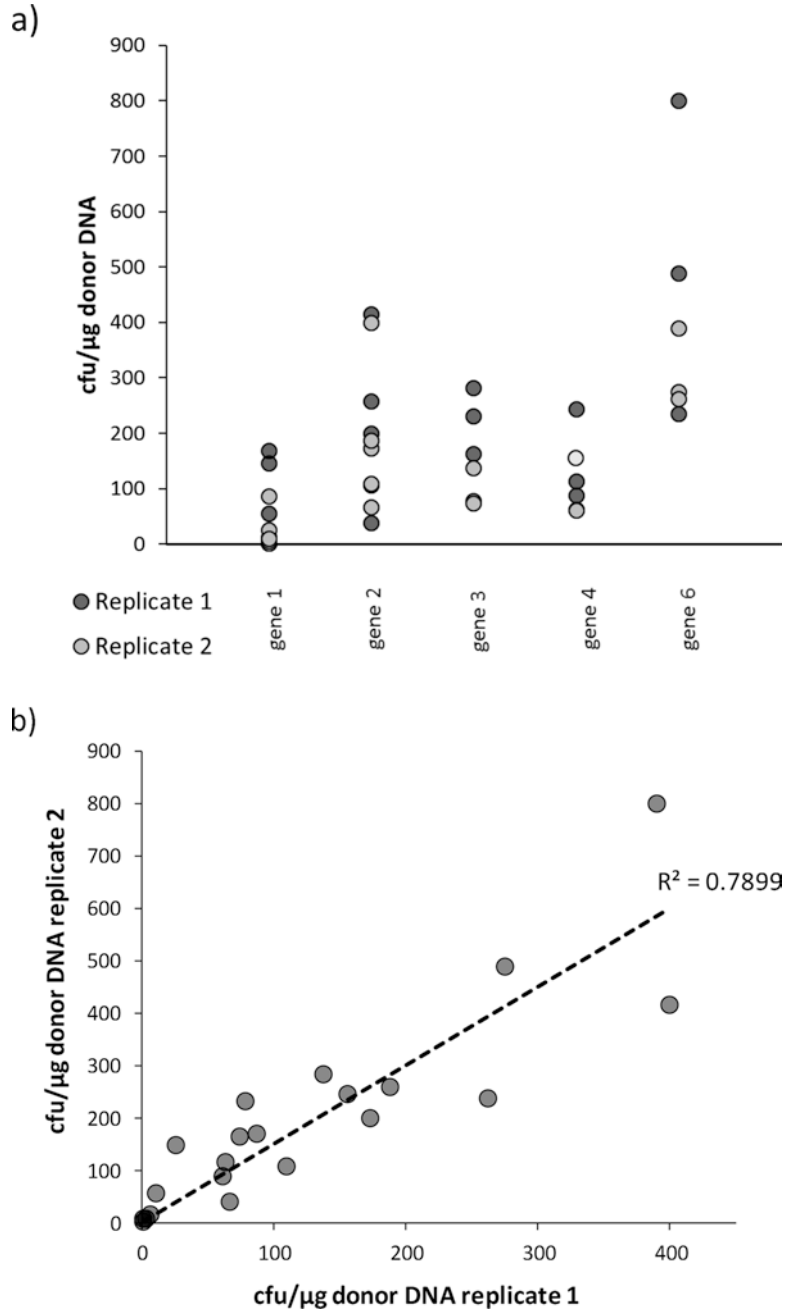 a)
900
800
700
600
500
400
300
200
100
0
cfu/µg donor DNA
gene 1
gene 2
gene 3
gene 4
gene 6
Replicate 1
Replicate 2
b)
900
800
700
600
500
400
300
200
100
0
cfu/µg donor DNA replicate 2
R² = 0.7899
0 100 200 300 400
cfu/µg donor DNA replicate 1